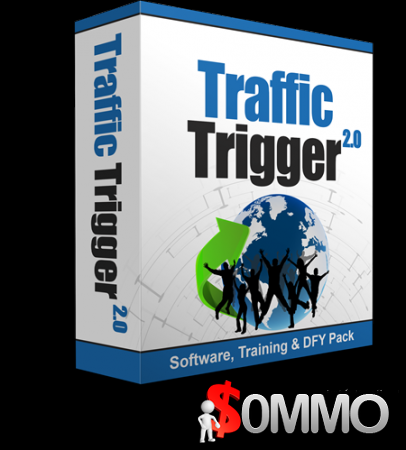 Traffic
Trigger 2.0
Software, Training & DFY Pack
Traffic Trigger 2.0
$0MMO